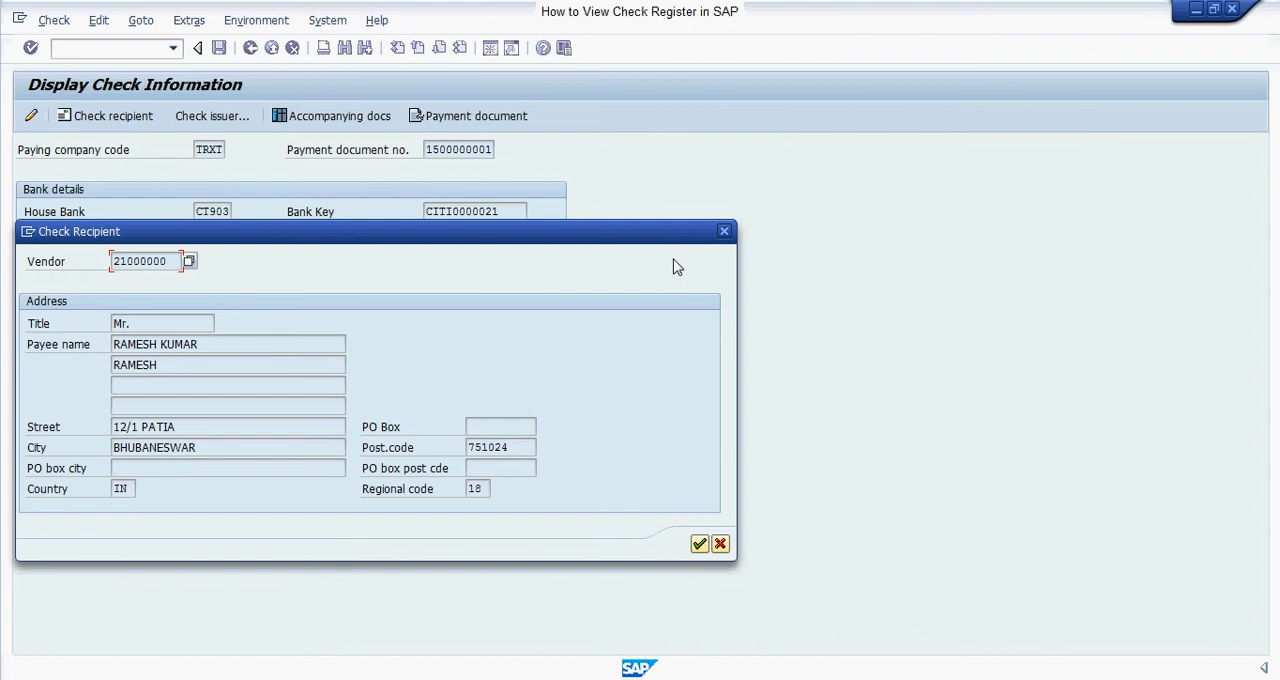 How to View Check Register in SAP
Check Edit Goto Extras Environment System Help
Display Check Information
Check recipient Check issuer... Accompanying docs Payment document
Paying company code TRXT Payment document no. 1500000001
Bank details
House Bank CT903 Bank Key CITI0000021
Check Recipient
Vendor 21000000
Address
Title Mr.
Payee name RAMESH KUMAR
RAMESH
Street 12/1 PATIA PO Box
City BHUBANESWAR Post.code 751024
PO box city PO box post cde
Country IN Regional code 18
SAP